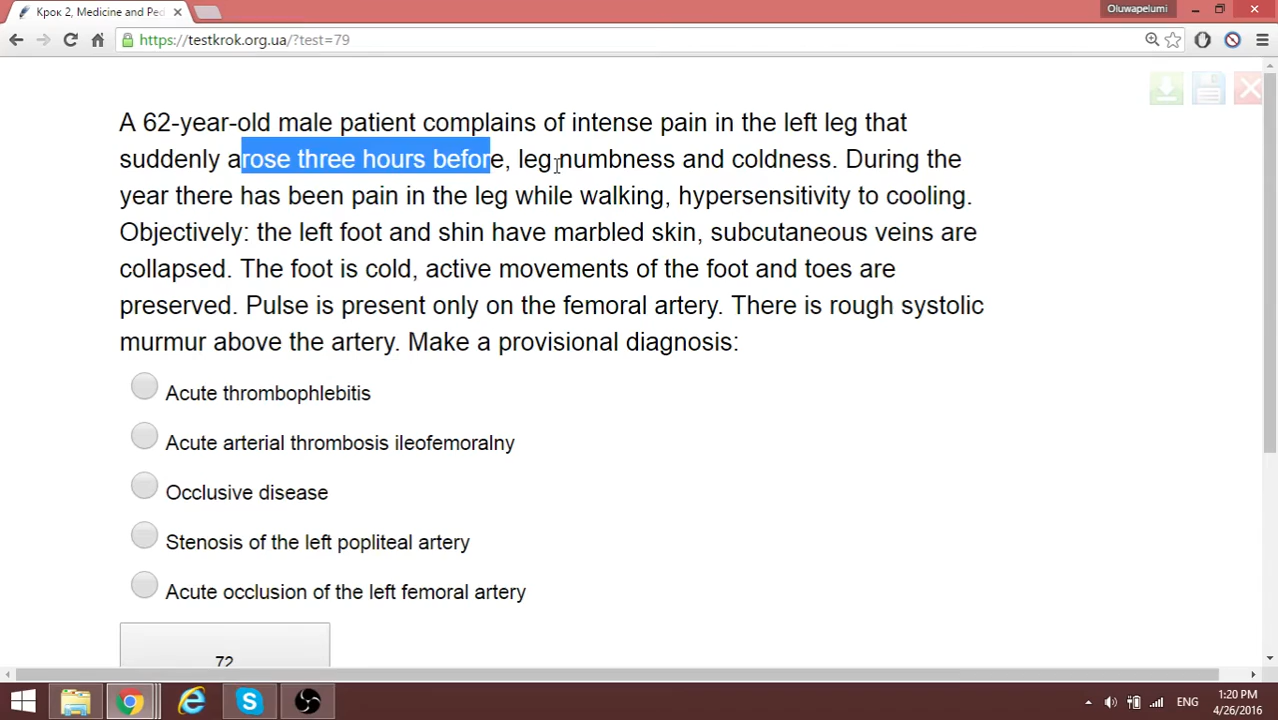 Крок 2, Medicine and Ped
Oluwapelumi
https://testkrok.org.ua/?test=79
A 62-year-old male patient complains of intense pain in the left leg that
suddenly arose three hours before, leg numbness and coldness. During the
year there has been pain in the leg while walking, hypersensitivity to cooling.
Objectively: the left foot and shin have marbled skin, subcutaneous veins are
collapsed. The foot is cold, active movements of the foot and toes are
preserved. Pulse is present only on the femoral artery. There is rough systolic
murmur above the artery. Make a provisional diagnosis:
Acute thrombophlebitis
Acute arterial thrombosis ileofemoralny
Occlusive disease
Stenosis of the left popliteal artery
Acute occlusion of the left femoral artery
72
ENG
1:20 PM
4/26/2016